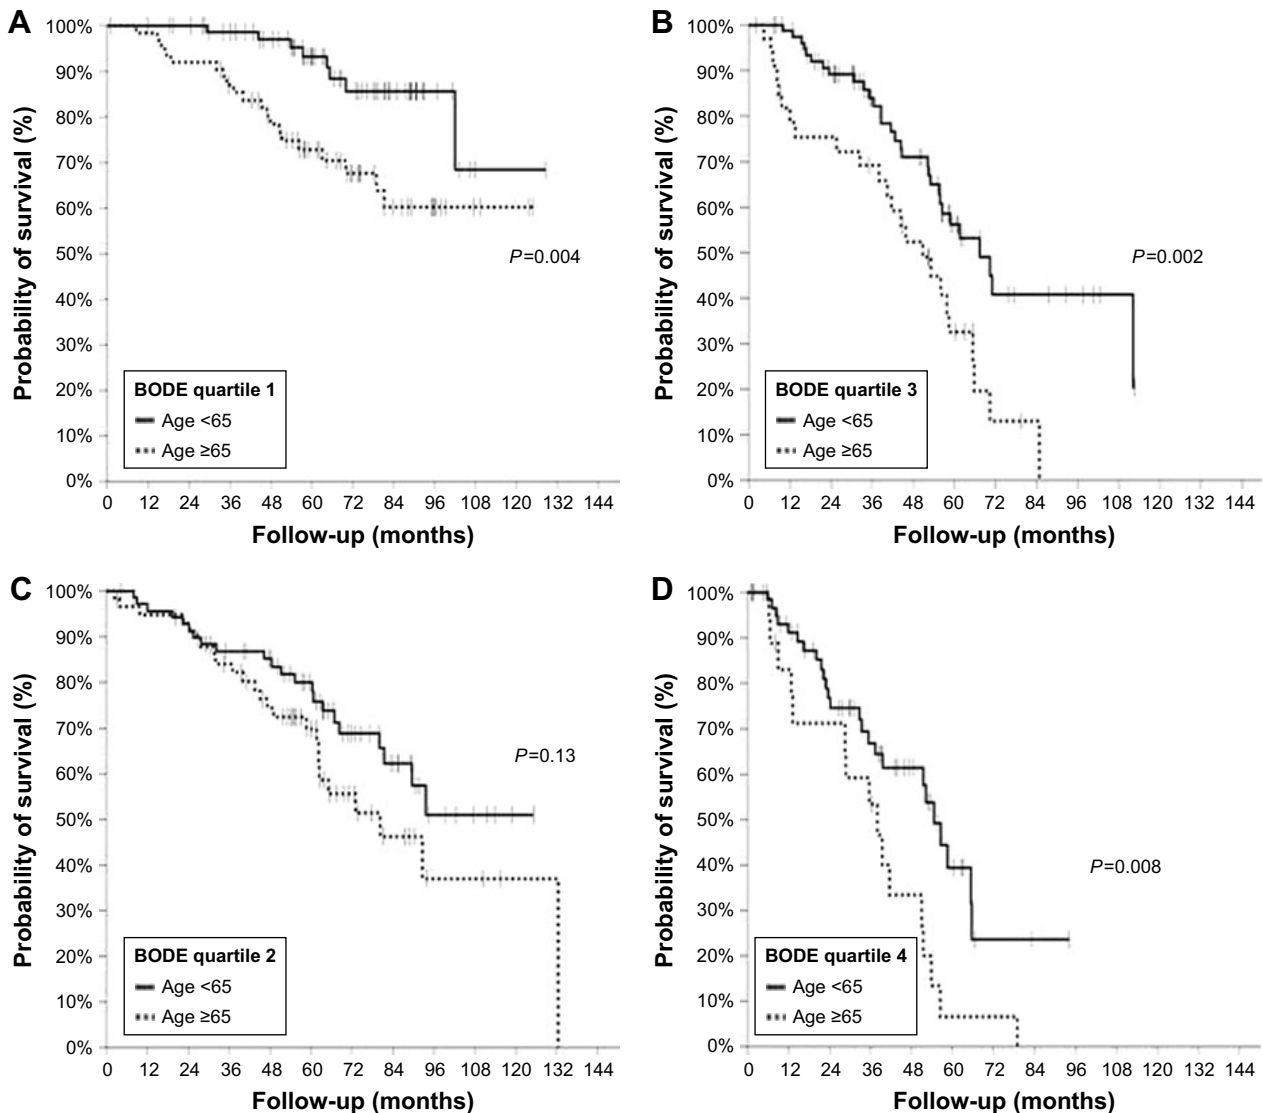 A
Probability of survival (%)
100%
90%
80%
70%
60%
50%
40%
30%
20%
10%
0%
P=0.004
BODE quartile 1
Age <65
Age ≥65
0 12 24 36 48 60 72 84 96 108 120 132 144
Follow-up (months)
B
Probability of survival (%)
100%
90%
80%
70%
60%
50%
40%
30%
20%
10%
0%
P=0.002
BODE quartile 3
Age <65
Age ≥65
0 12 24 36 48 60 72 84 96 108 120 132 144
Follow-up (months)
C
Probability of survival (%)
100%
90%
80%
70%
60%
50%
40%
30%
20%
10%
0%
P=0.13
BODE quartile 2
Age <65
Age ≥65
0 12 24 36 48 60 72 84 96 108 120 132 144
Follow-up (months)
D
Probability of survival (%)
100%
90%
80%
70%
60%
50%
40%
30%
20%
10%
0%
P=0.008
BODE quartile 4
Age <65
Age ≥65
0 12 24 36 48 60 72 84 96 108 120 132 144
Follow-up (months)